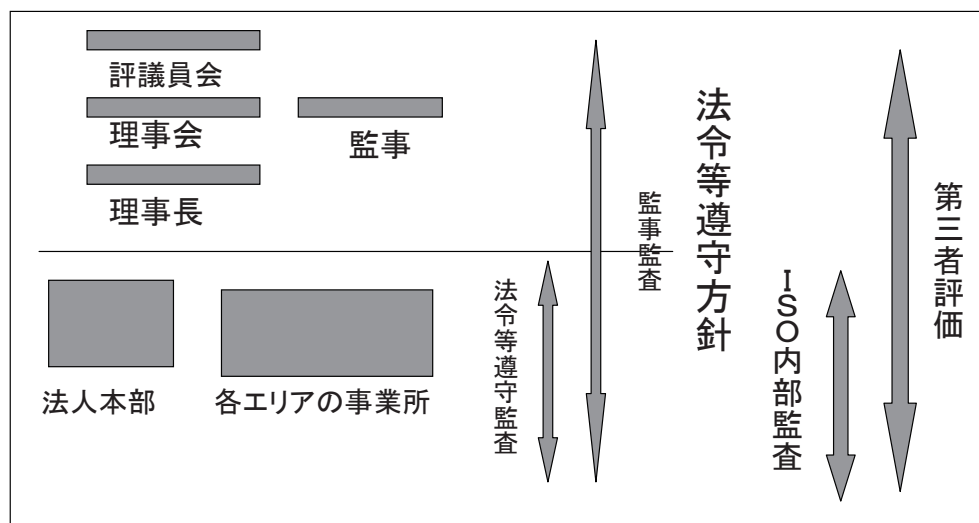 評議員会
理事会
監事
理事長
法人本部
各エリアの事業所
法令等遵守監査
監事監査
法令等遵守方針
ISO内部監査
第三者評価